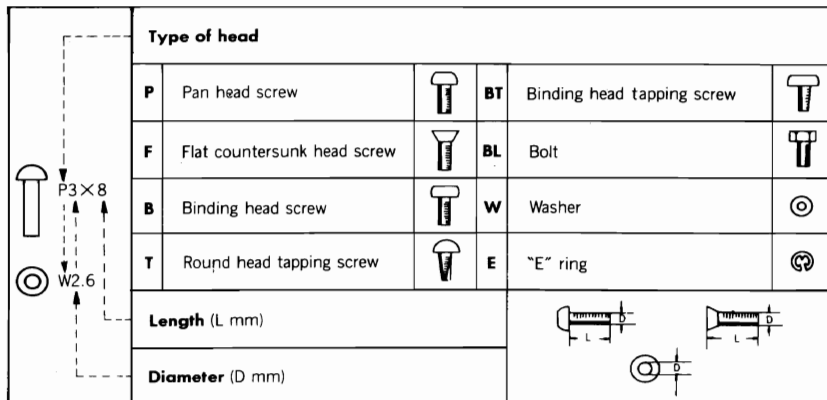 Type of head
P Pan head screw BT Binding head tapping screw
F Flat countersunk head screw BL Bolt
P3×8
B Binding head screw W Washer
T Round head tapping screw E "E" ring
W2.6
Length (L mm)
D D
L L
D
Diameter (D mm)